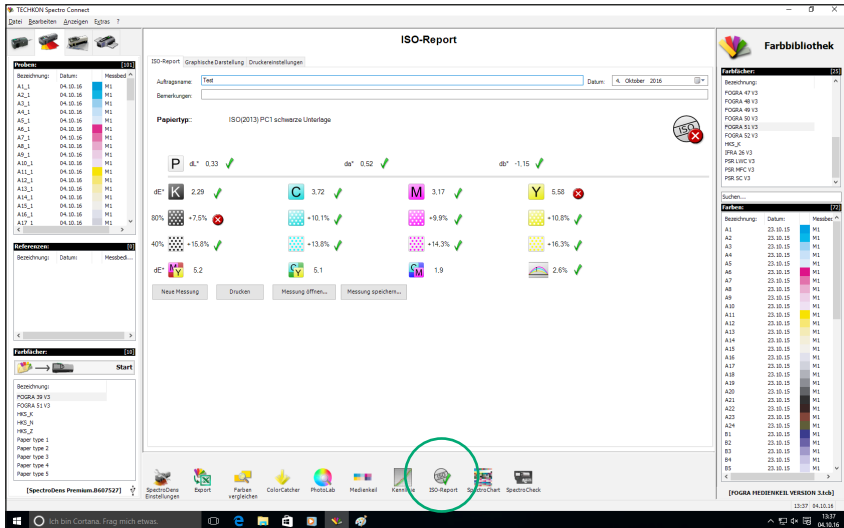 TECHKON Spectro Connect
Datei Bearbeiten Anzeigen Extras ?
Proben: [101]
Bezeichnung: Datum: Messbed
A1_1 04.10.16 M1
A2_1 04.10.16 M1
A3_1 04.10.16 M1
A4_1 04.10.16 M1
A5_1 04.10.16 M1
A6_1 04.10.16 M1
A7_1 04.10.16 M1
A8_1 04.10.16 M1
A9_1 04.10.16 M1
A10_1 04.10.16 M1
A11_1 04.10.16 M1
A12_1 04.10.16 M1
A13_1 04.10.16 M1
A14_1 04.10.16 M1
A15_1 04.10.16 M1
A16_1 04.10.16 M1
A17_1 04.10.16 M1
Referenzen: [0]
Bezeichnung: Datum: Messbedi...
Farbfächer: [10]
Start
Bezeichnung:
FOGRA 39 V3
FOGRA 51 V3
HKS_K
HKS_N
HKS_Z
Paper type 1
Paper type 2
Paper type 3
Paper type 4
Paper type 5
[SpectroDens Premium.B607527]
ISO-Report
ISO-Report Graphische Darstellung Druckereinstellungen
Auftragsname: Test Datum: 4. Oktober 2016
Bemerkungen:
Papiertyp:: ISO(2013) PC1 schwarze Unterlage
ISO
P dL* 0,33 da* 0,52 db* -1,15
dE* K 2,29 C 3,72 M 3,17 Y 5,58
80% +7,5% +10,1% +9,9% +10,8%
40% +15,8% +13,8% +14,3% +16,3%
dE* M Y 5,2 C Y 5,1 C M 1,9 2,6%
Neue Messung Drucken Messung öffnen... Messung speichern...
SpectroDens Einstellungen
Export
Farben vergleichen
ColorCatcher
PhotoLab
Medienkeil
Kennlinie
ISO-Report
SpectroChart
SpectroCheck
Farbbibliothek
Farbfächer: [25]
Bezeichnung:
FOGRA 47 V3
FOGRA 48 V3
FOGRA 49 V3
FOGRA 50 V3
FOGRA 51 V3
FOGRA 52 V3
HKS_K
IFRA 26 V3
PSR LWC V3
PSR MFC V3
PSR SC V3
Suchen...
Farben: [72]
Bezeichnung: Datum: Messbec
A1 23.10.15 M1
A2 23.10.15 M1
A3 23.10.15 M1
A4 23.10.15 M1
A5 23.10.15 M1
A6 23.10.15 M1
A7 23.10.15 M1
A8 23.10.15 M1
A9 23.10.15 M1
A10 23.10.15 M1
A11 23.10.15 M1
A12 23.10.15 M1
A13 23.10.15 M1
A14 23.10.15 M1
A15 23.10.15 M1
A16 23.10.15 M1
A17 23.10.15 M1
A18 23.10.15 M1
A19 23.10.15 M1
A20 23.10.15 M1
A21 23.10.15 M1
A22 23.10.15 M1
A23 23.10.15 M1
A24 23.10.15 M1
B1 23.10.15 M1
B2 23.10.15 M1
B3 23.10.15 M1
B4 23.10.15 M1
B5 23.10.15 M1
[FOGRA MEDIENKEIL VERSION 3.tcb]
13:37 04.10.16
Ich bin Cortana. Frag mich etwas.
13:37
04.10.16